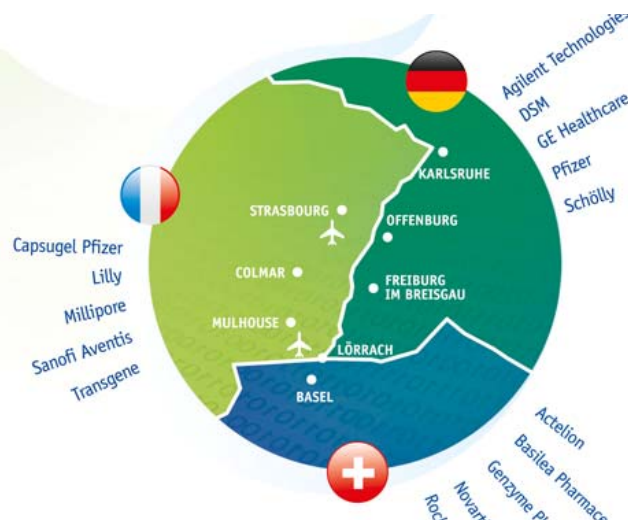 Agilent Technologies
DSM
GE Healthcare
Pfizer
Schölly
KARLSRUHE
STRASBOURG
OFFENBURG
COLMAR
FREIBURG
IM BREISGAU
MULHOUSE
LÖRRACH
BASEL
Capsugel Pfizer
Lilly
Millipore
Sanofi Aventis
Transgene
Actelion
Basilea Pharmace
Genzyme